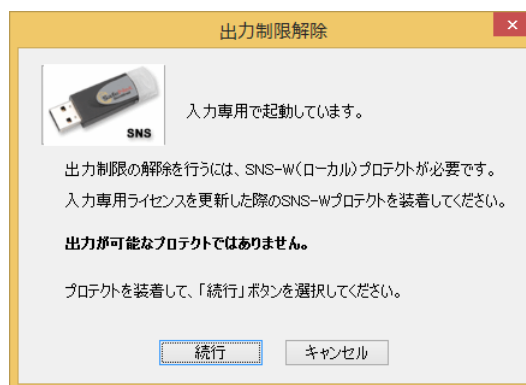 出力制限解除
SNS
入力専用で起動しています。
出力制限の解除を行うには、SNS-W(ローカル)プロテクトが必要です。
入力専用ライセンスを更新した際のSNS-Wプロテクトを装着してください。
出力が可能なプロテクトではありません。
プロテクトを装着して、「続行」ボタンを選択してください。
続行
キャンセル